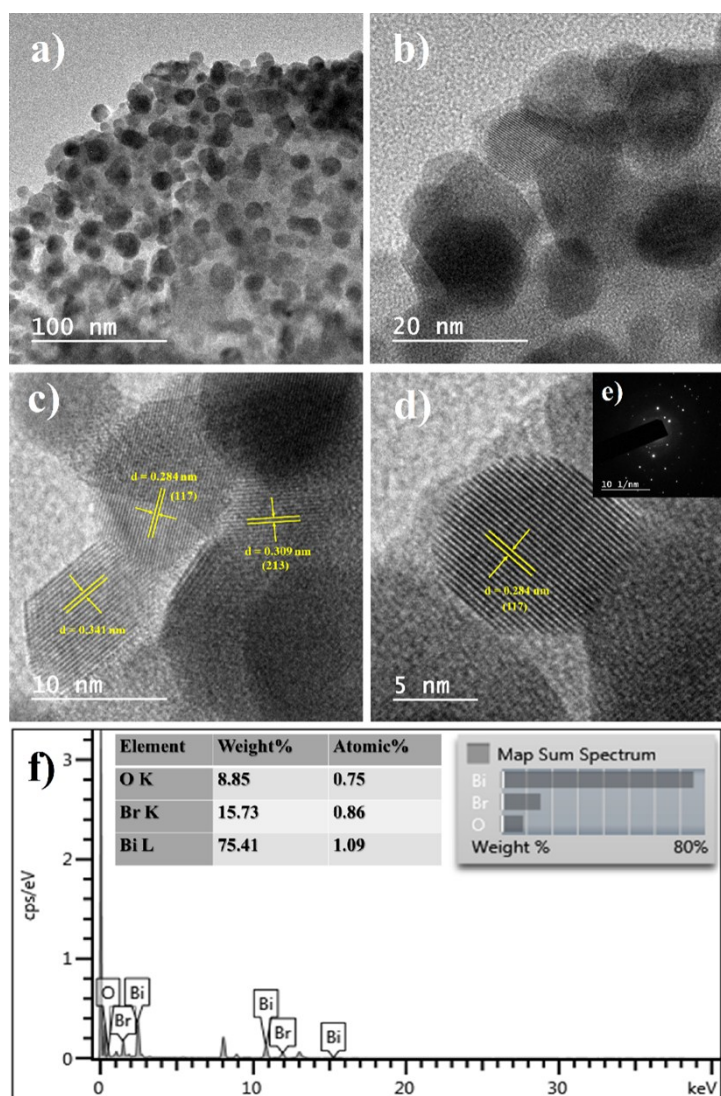 a)
100 nm
b)
20 nm
c)
d = 0.284 nm
(117)
d = 0.309 nm
(213)
d = 0.341 nm
10 nm
d)
e)
10 1/nm
d = 0.284 nm
(117)
5 nm
f)
Element Weight% Atomic%
O K 8.85 0.75
Br K 15.73 0.86
Bi L 75.41 1.09
Map Sum Spectrum
Bi
Br
O
Weight % 80%
cps/eV
3
2
1
0
O
Br
Bi
Bi
Br
Bi
0 10 20 30 keV